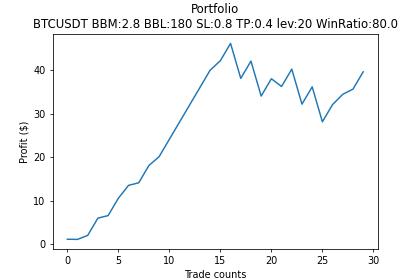 Portfolio
BTCUSDT BBM:2.8 BBL:180 SL:0.8 TP:0.4 lev:20 WinRatio:80.0
40
30
20
10
0
Profit ($)
0 5 10 15 20 25 30
Trade counts